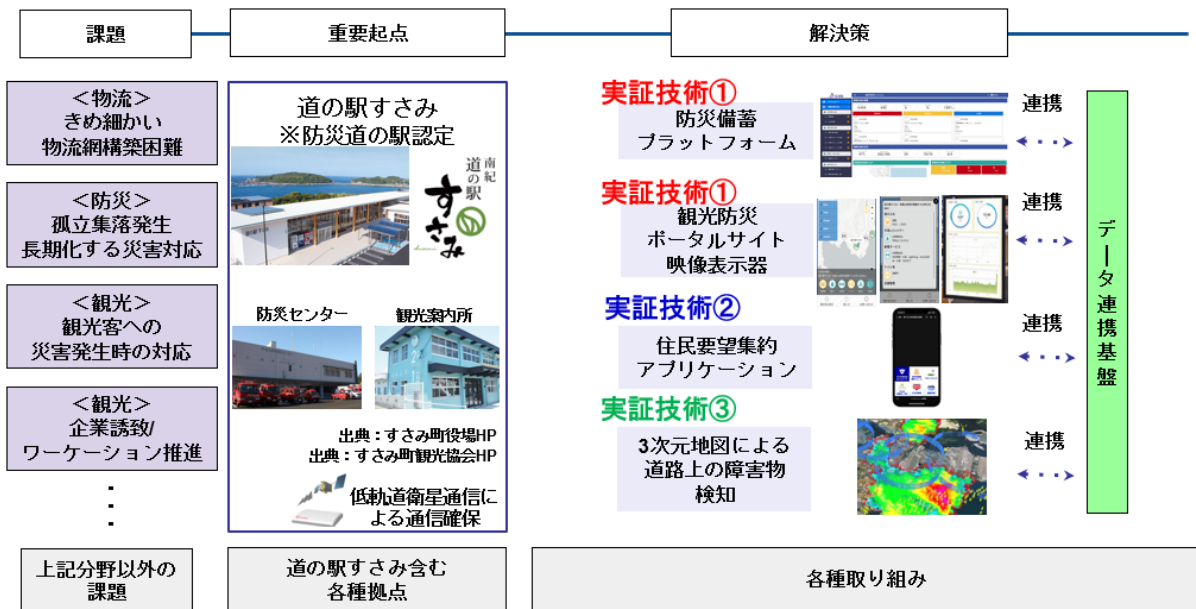 課題
重要起点
解決策
＜物流＞
きめ細かい
物流網構築困難
＜防災＞
孤立集落発生
長期化する災害対応
＜観光＞
観光客への
災害発生時の対応
＜観光＞
企業誘致/
ワーケーション推進
上記分野以外の
課題
道の駅すさみ
※防災道の駅認定
南紀
道の駅
すさみ
防災センター
観光案内所
出典：すさみ町役場HP
出典：すさみ町観光協会HP
低軌道衛星通信に
よる通信確保
道の駅すさみ含む
各種拠点
実証技術①
防災備蓄
プラットフォーム
連携
実証技術①
観光防災
ポータルサイト
映像表示器
連携
実証技術②
住民要望集約
アプリケーション
連携
実証技術③
3次元地図による
道路上の障害物
検知
連携
データ連携基盤
各種取り組み